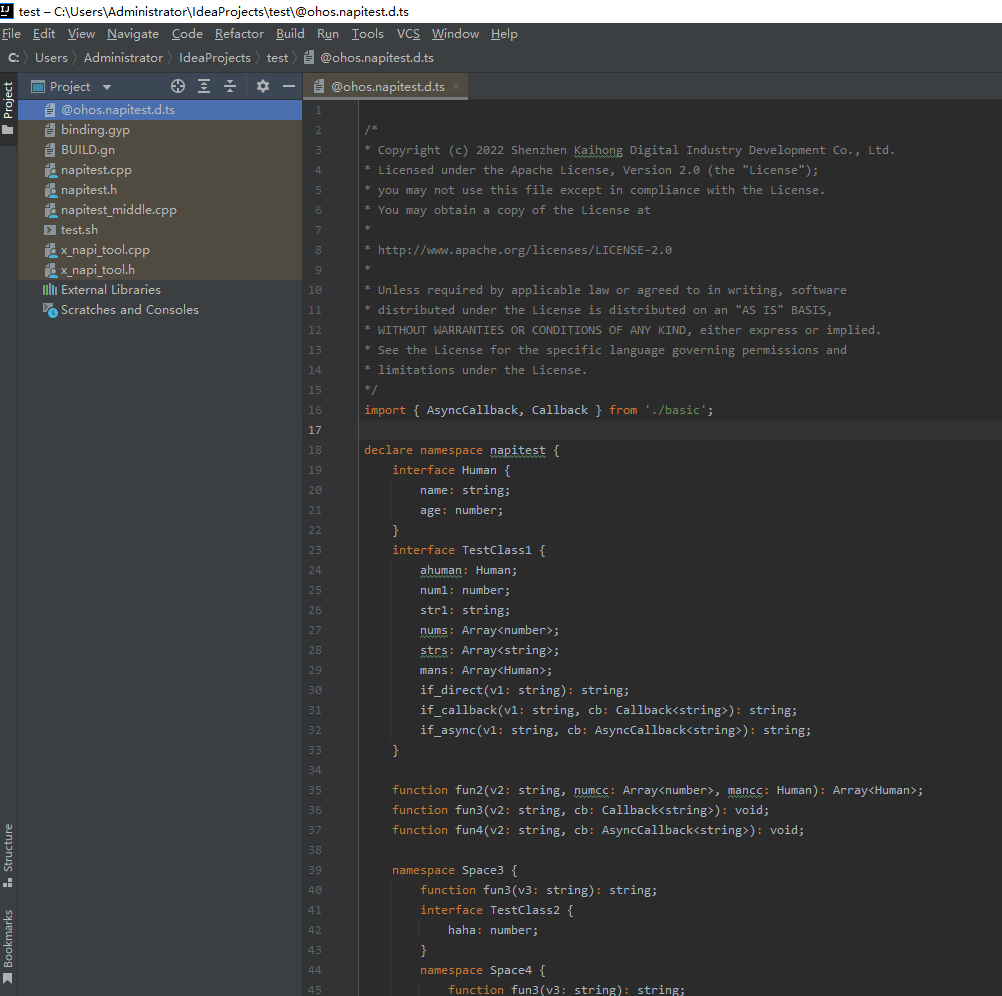 test – C:\Users\Administrator\IdeaProjects\test\@ohos.napitest.d.ts
File Edit View Navigate Code Refactor Build Run Tools VCS Window Help
C: Users Administrator IdeaProjects test @ohos.napitest.d.ts
Project
@ohos.napitest.d.ts
Project
@ohos.napitest.d.ts
binding.gyp
BUILD.gn
napitest.cpp
napitest.h
napitest_middle.cpp
test.sh
x_napi_tool.cpp
x_napi_tool.h
External Libraries
Scratches and Consoles
Structure
Bookmarks
1
2 /*
3 * Copyright (c) 2022 Shenzhen Kaihong Digital Industry Development Co., Ltd.
4 * Licensed under the Apache License, Version 2.0 (the "License");
5 * you may not use this file except in compliance with the License.
6 * You may obtain a copy of the License at
7 *
8 * http://www.apache.org/licenses/LICENSE-2.0
9 *
10 * Unless required by applicable law or agreed to in writing, software
11 * distributed under the License is distributed on an "AS IS" BASIS,
12 * WITHOUT WARRANTIES OR CONDITIONS OF ANY KIND, either express or implied.
13 * See the License for the specific language governing permissions and
14 * limitations under the License.
15 */
16 import { AsyncCallback, Callback } from './basic';
17
18 declare namespace napitest {
19 interface Human {
20 name: string;
21 age: number;
22 }
23 interface TestClass1 {
24 ahuman: Human;
25 num1: number;
26 str1: string;
27 nums: Array<number>;
28 strs: Array<string>;
29 mans: Array<Human>;
30 if_direct(v1: string): string;
31 if_callback(v1: string, cb: Callback<string>): string;
32 if_async(v1: string, cb: AsyncCallback<string>): string;
33 }
34
35 function fun2(v2: string, numcc: Array<number>, mancc: Human): Array<Human>;
36 function fun3(v2: string, cb: Callback<string>): void;
37 function fun4(v2: string, cb: AsyncCallback<string>): void;
38
39 namespace Space3 {
40 function fun3(v3: string): string;
41 interface TestClass2 {
42 haha: number;
43 }
44 namespace Space4 {
45 function fun3(v3: string): string;